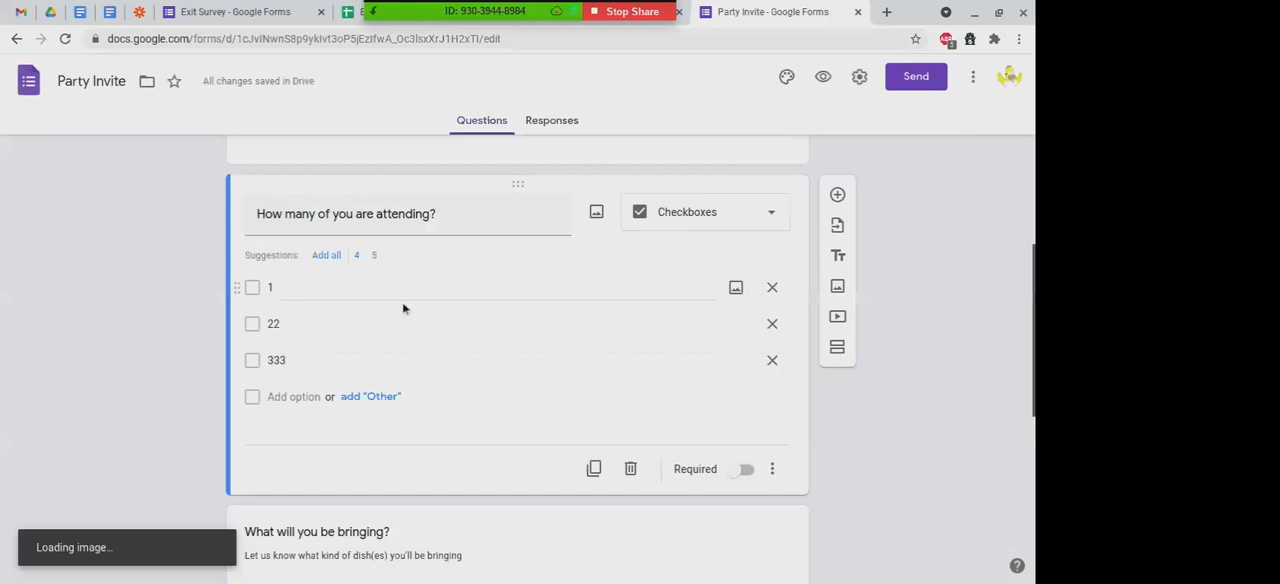 Exit Survey - Google Forms
ID: 930-3944-8984
Stop Share
Party Invite - Google Forms
docs.google.com/forms/d/1cJviNwnS8p9ykIvt3oP5jEzIfwA_Oc3lsxXrJ1H2xTI/edit
Party Invite
All changes saved in Drive
Send
Questions
Responses
How many of you are attending?
Checkboxes
Suggestions:
Add all
4
5
1
22
333
Add option or add "Other"
Required
What will you be bringing?
Let us know what kind of dish(es) you'll be bringing
Loading image...